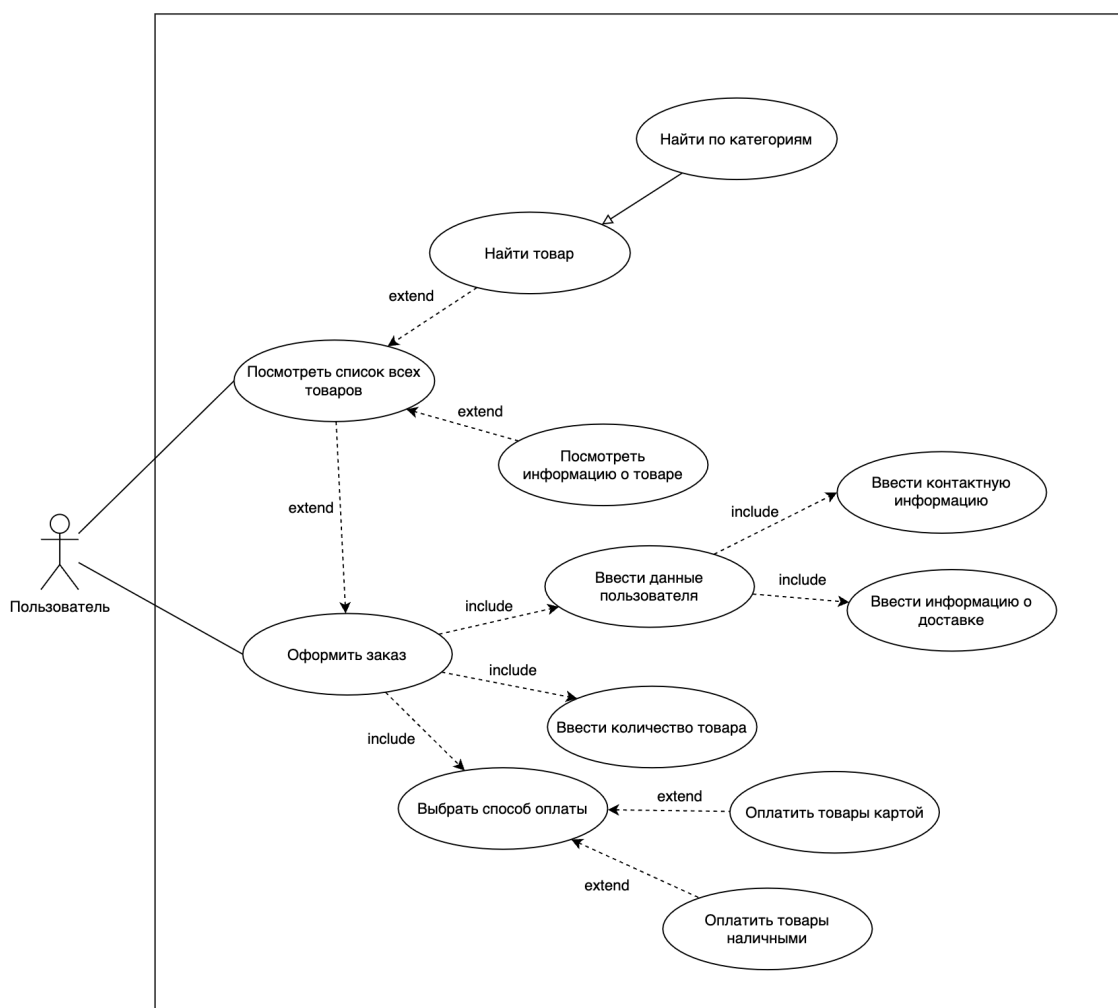 Найти по категориям
Найти товар
extend
Посмотреть список всех
товаров
extend
Посмотреть
информацию о товаре
Ввести контактную
информацию
extend
include
Пользователь
Ввести данные
пользователя
include
include
Ввести информацию о
доставке
Оформить заказ
include
Ввести количество товара
include
Выбрать способ оплаты
extend
Оплатить товары картой
extend
Оплатить товары
наличными